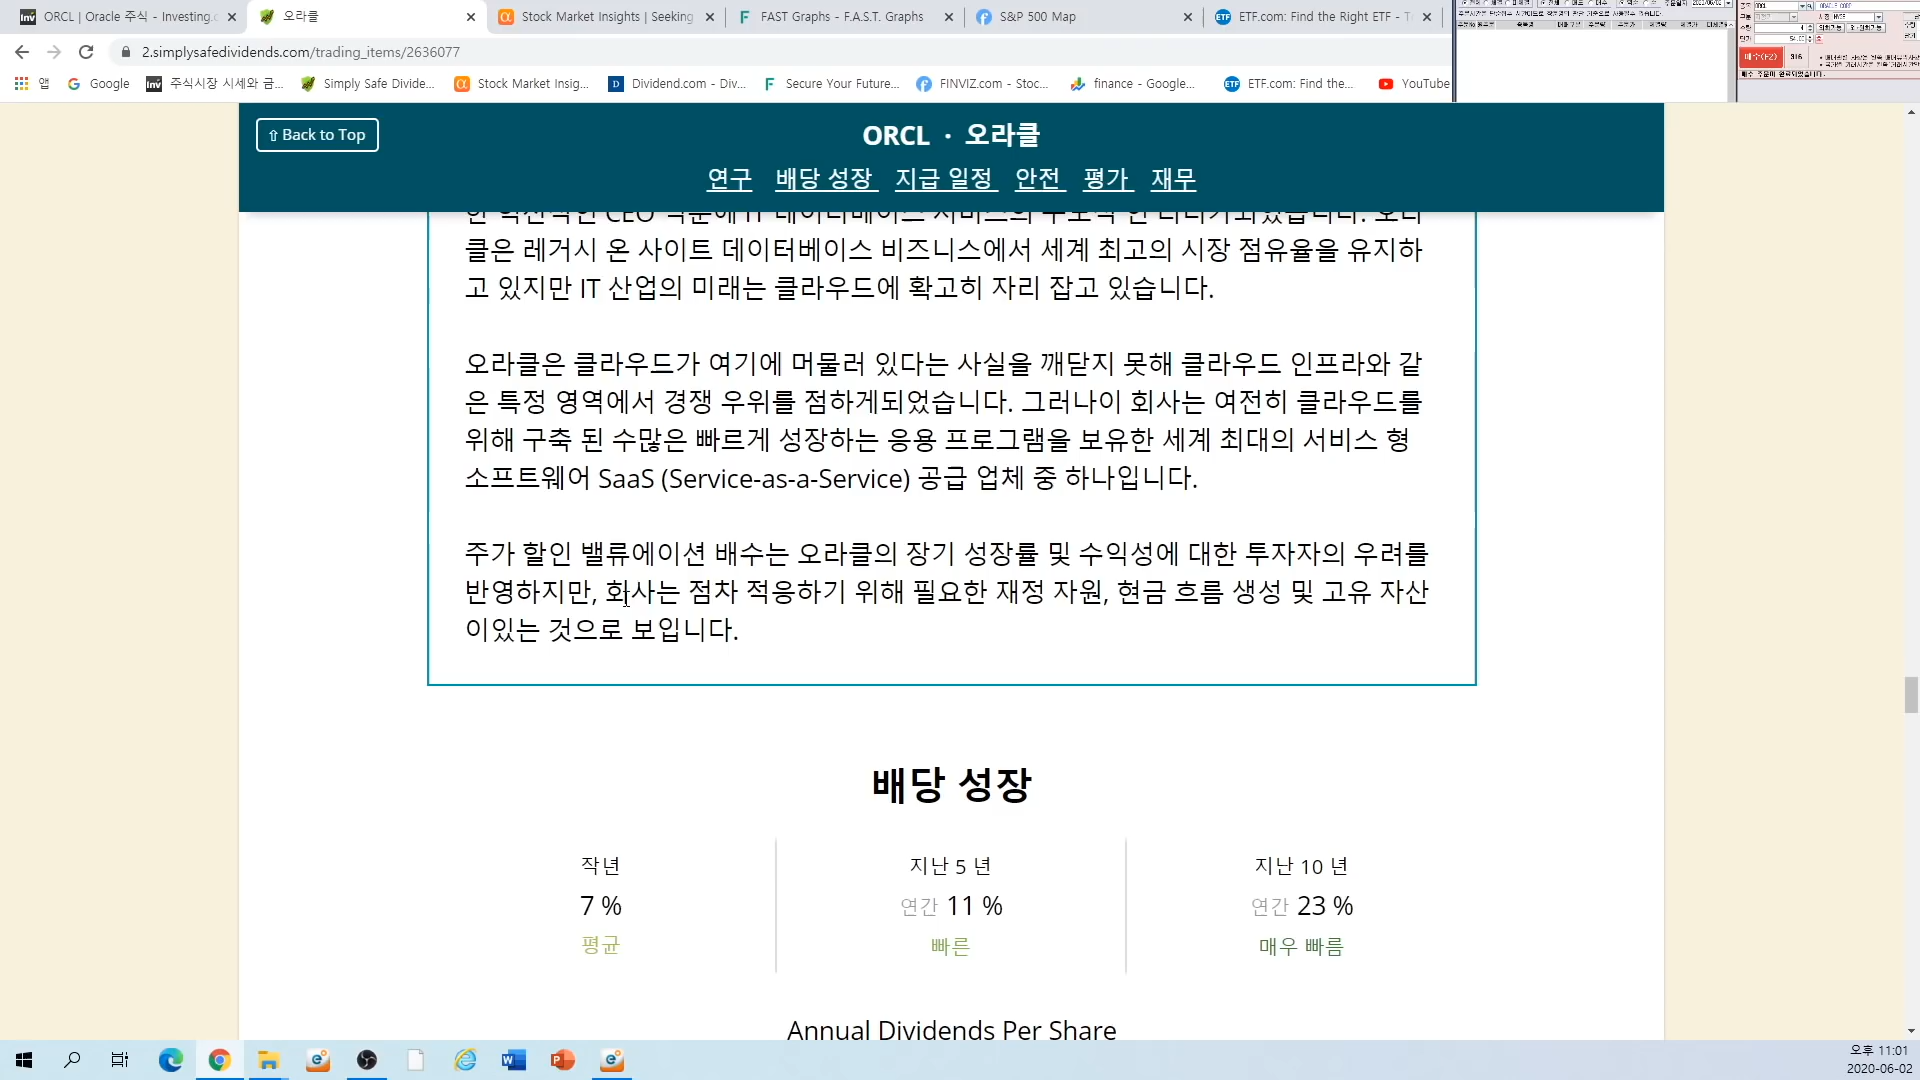 ORCL | Oracle 주식 - Investing.c
오라클
Stock Market Insights | Seeking
FAST Graphs - F.A.S.T. Graphs
S&P 500 Map
ETF.com: Find the Right ETF - T
2.simplysafedividends.com/trading_items/2636077
앱
Google
주식시장 시세와 금...
Simply Safe Divide...
Stock Market Insig...
Dividend.com - Div...
Secure Your Future...
FINVIZ.com - Stoc...
finance - Google...
ETF.com: Find the...
YouTube
ORCL
ORACLE CORP
매수(F2)
⇧ Back to Top
ORCL · 오라클
연구 배당 성장 지급 일정 안전 평가 재무
클은 레거시 온 사이트 데이터베이스 비즈니스에서 세계 최고의 시장 점유율을 유지하
고 있지만 IT 산업의 미래는 클라우드에 확고히 자리 잡고 있습니다.
오라클은 클라우드가 여기에 머물러 있다는 사실을 깨닫지 못해 클라우드 인프라와 같
은 특정 영역에서 경쟁 우위를 점하게되었습니다. 그러나이 회사는 여전히 클라우드를
위해 구축 된 수많은 빠르게 성장하는 응용 프로그램을 보유한 세계 최대의 서비스 형
소프트웨어 SaaS (Service-as-a-Service) 공급 업체 중 하나입니다.
주가 할인 밸류에이션 배수는 오라클의 장기 성장률 및 수익성에 대한 투자자의 우려를
반영하지만, 회사는 점차 적응하기 위해 필요한 재정 자원, 현금 흐름 생성 및 고유 자산
이있는 것으로 보입니다.
배당 성장
작년
7 %
평균
지난 5 년
연간 11 %
빠른
지난 10 년
연간 23 %
매우 빠름
Annual Dividends Per Share
오후 11:01
2020-06-02